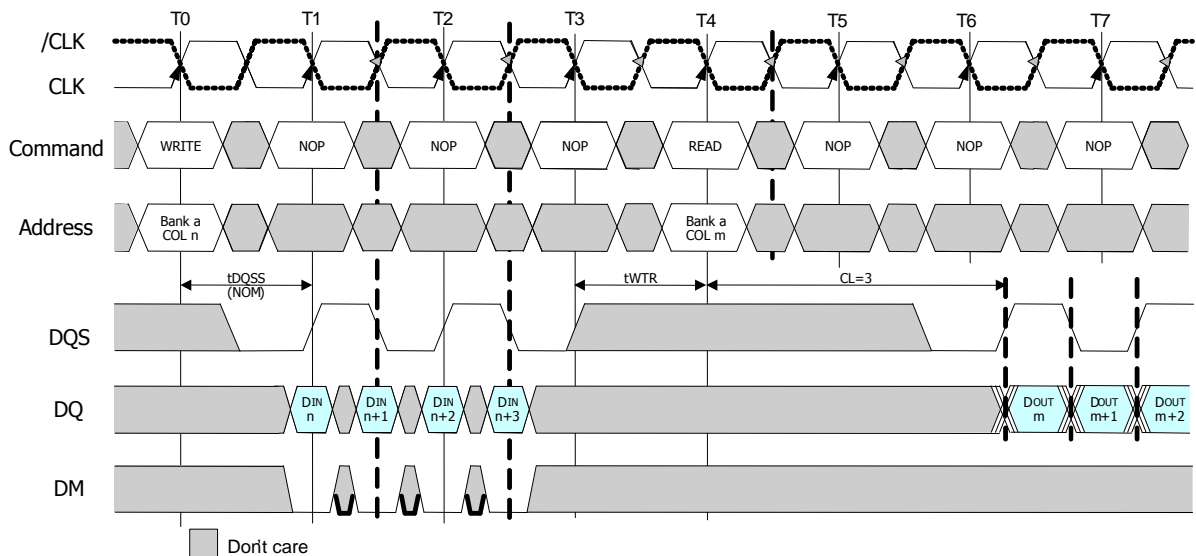 T0 T1 T2 T3 T4 T5 T6 T7
/CLK
CLK
Command WRITE NOP NOP NOP READ NOP NOP NOP
Address Bank a COL n Bank a COL m
tDQSS (NOM) tWTR CL=3
DQS
DQ DIN n DIN n+1 DIN n+2 DIN n+3 DOUT m DOUT m+1 DOUT m+2
DM
Don't care